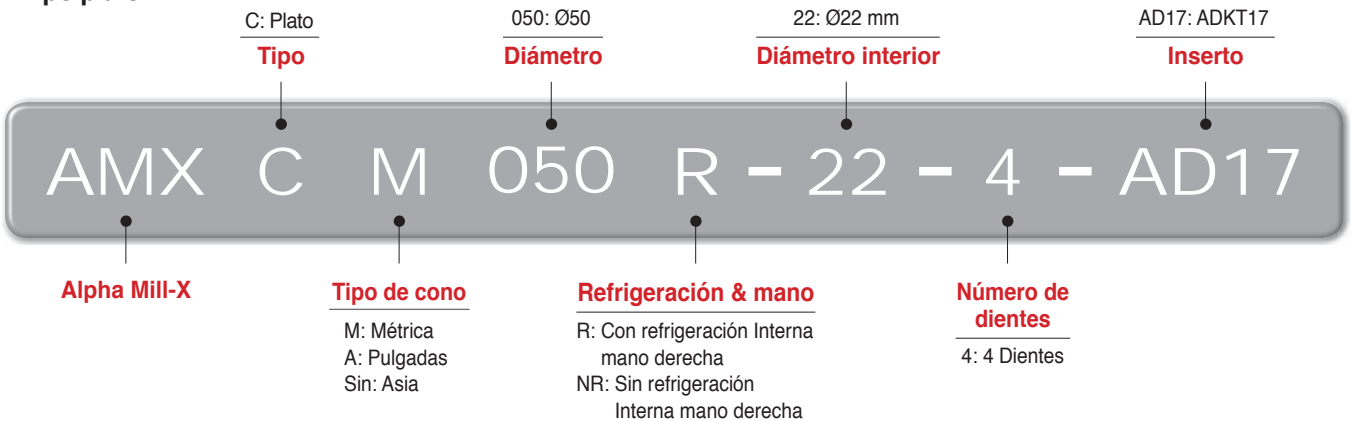 C: Plato
Tipo
050: Ø50
Diámetro
22: Ø22 mm
Diámetro interior
AD17: ADKT17
Inserto
AMX C M 050 R - 22 - 4 - AD17
Alpha Mill-X
Tipo de cono
M: Métrica
A: Pulgadas
Sin: Asia
Refrigeración & mano
R: Con refrigeración Interna
mano derecha
NR: Sin refrigeración
Interna mano derecha
Número de
dientes
4: 4 Dientes